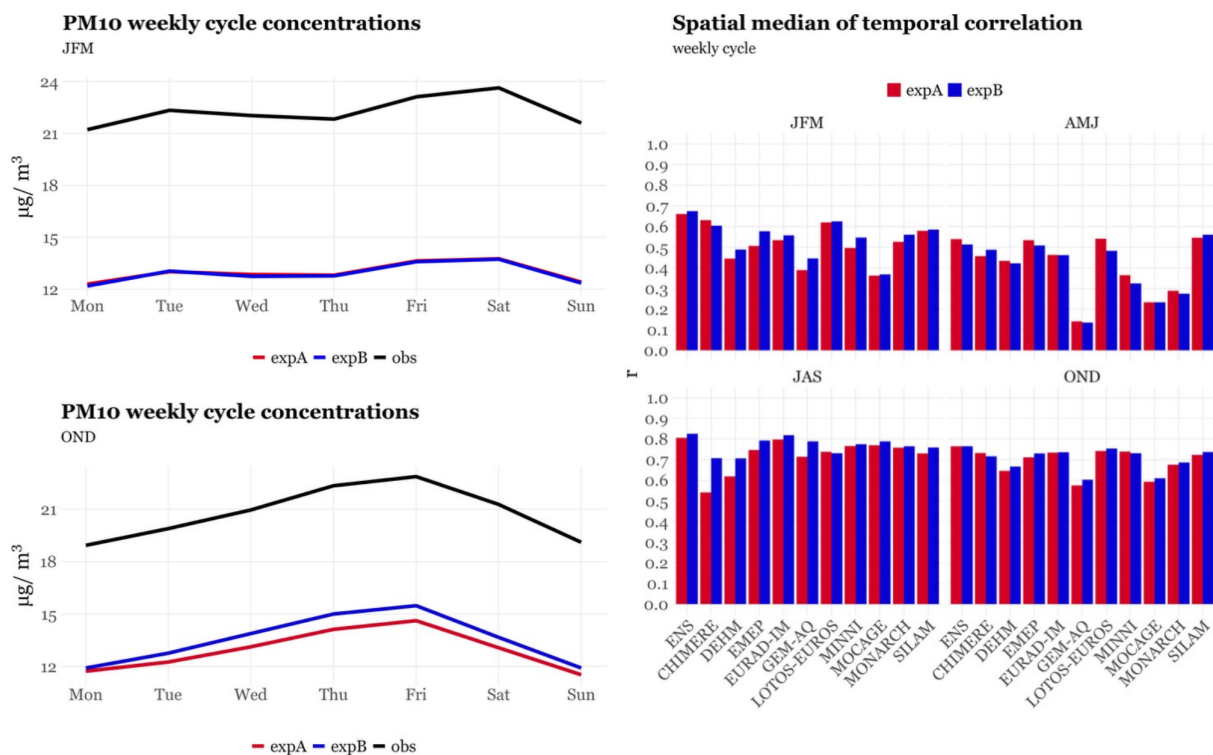 PM10 weekly cycle concentrations
JFM
24
21
18
15
12
µg/ m³
Mon Tue Wed Thu Fri Sat Sun
expA expB obs
PM10 weekly cycle concentrations
OND
21
18
15
12
µg/ m³
Mon Tue Wed Thu Fri Sat Sun
expA expB obs
Spatial median of temporal correlation
weekly cycle
expA expB
JFM AMJ
1.0
0.9
0.8
0.7
0.6
0.5
0.4
0.3
0.2
0.1
0.0
r
JAS OND
1.0
0.9
0.8
0.7
0.6
0.5
0.4
0.3
0.2
0.1
0.0
ENS CHIMERE DEHM EMEP EURAD-IM GEM-AQ LOTOS-EUROS MINNI MOCAGE MONARCH SILAM
ENS CHIMERE DEHM EMEP EURAD-IM GEM-AQ LOTOS-EUROS MINNI MOCAGE MONARCH SILAM